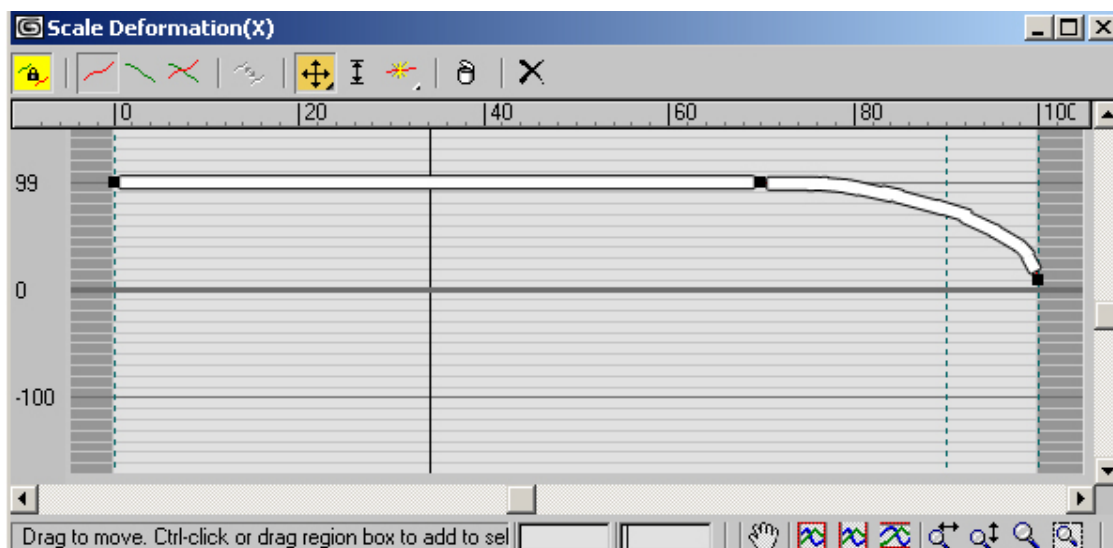 Scale Deformation(X)
0 20 40 60 80 100
99
0
-100
Drag to move. Ctrl-click or drag region box to add to sel